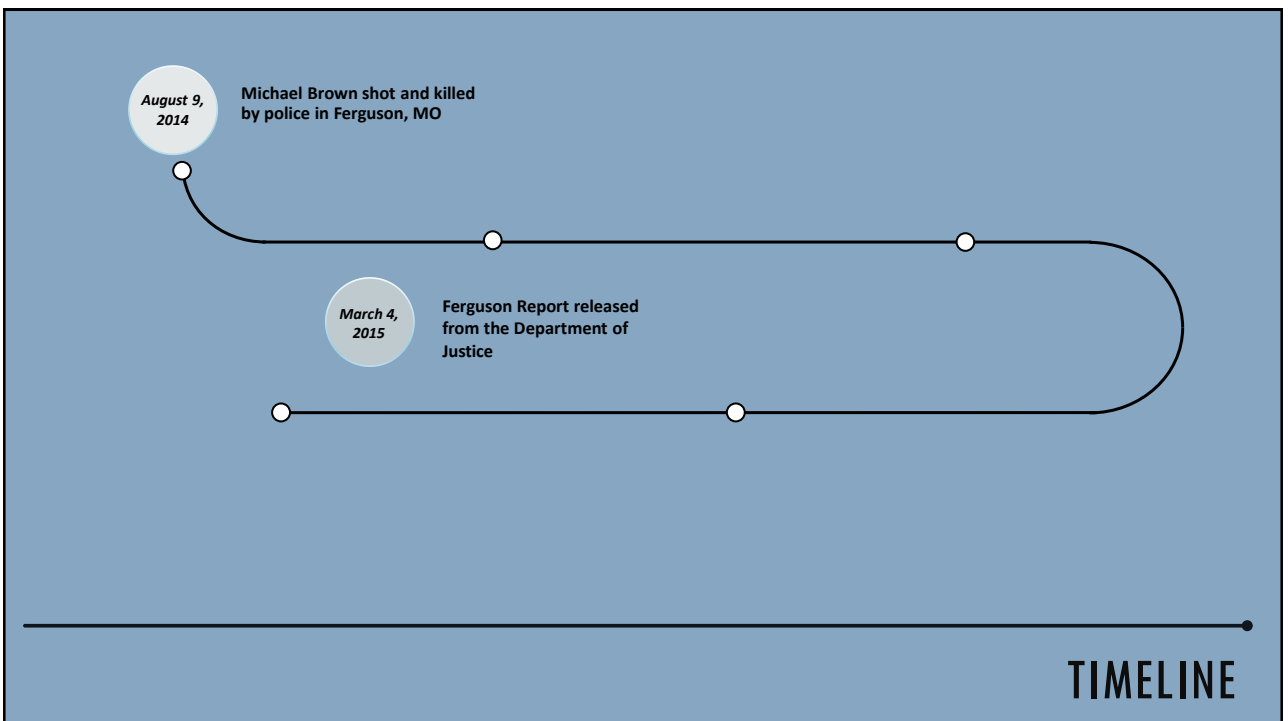 August 9,
2014
Michael Brown shot and killed
by police in Ferguson, MO
March 4,
2015
Ferguson Report released
from the Department of
Justice
TIMELINE